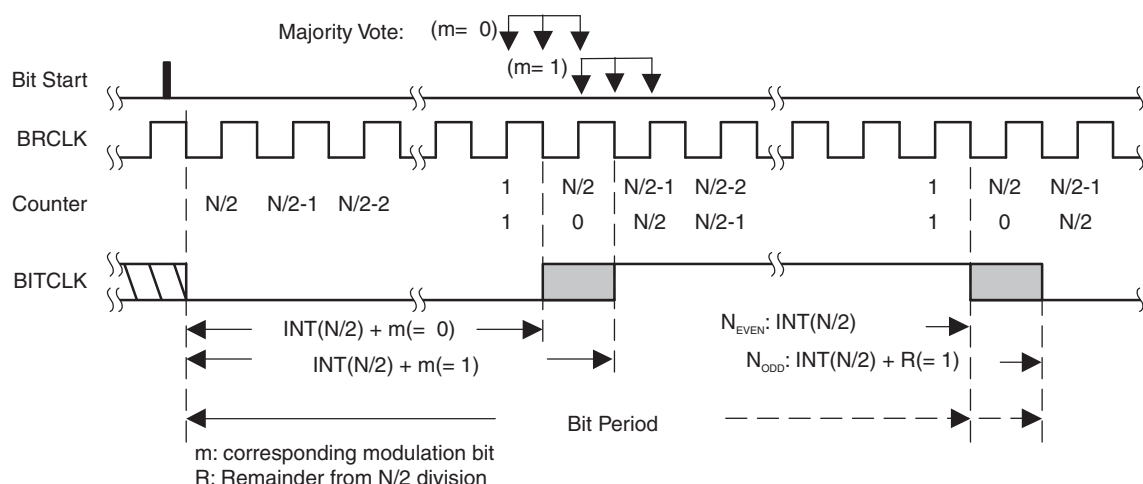 Majority Vote: (m= 0)
(m= 1)
Bit Start
BRCLK
1 N/2 N/2-1 N/2-2 1 N/2 N/2-1
N/2 N/2-1 N/2-2
Counter
1 0 N/2 N/2-1 1 0 N/2
BITCLK
INT(N/2) + m(= 0) NEVEN: INT(N/2)
INT(N/2) + m(= 1) NODD: INT(N/2) + R(= 1)
Bit Period
m: corresponding modulation bit
R: Remainder from N/2 division